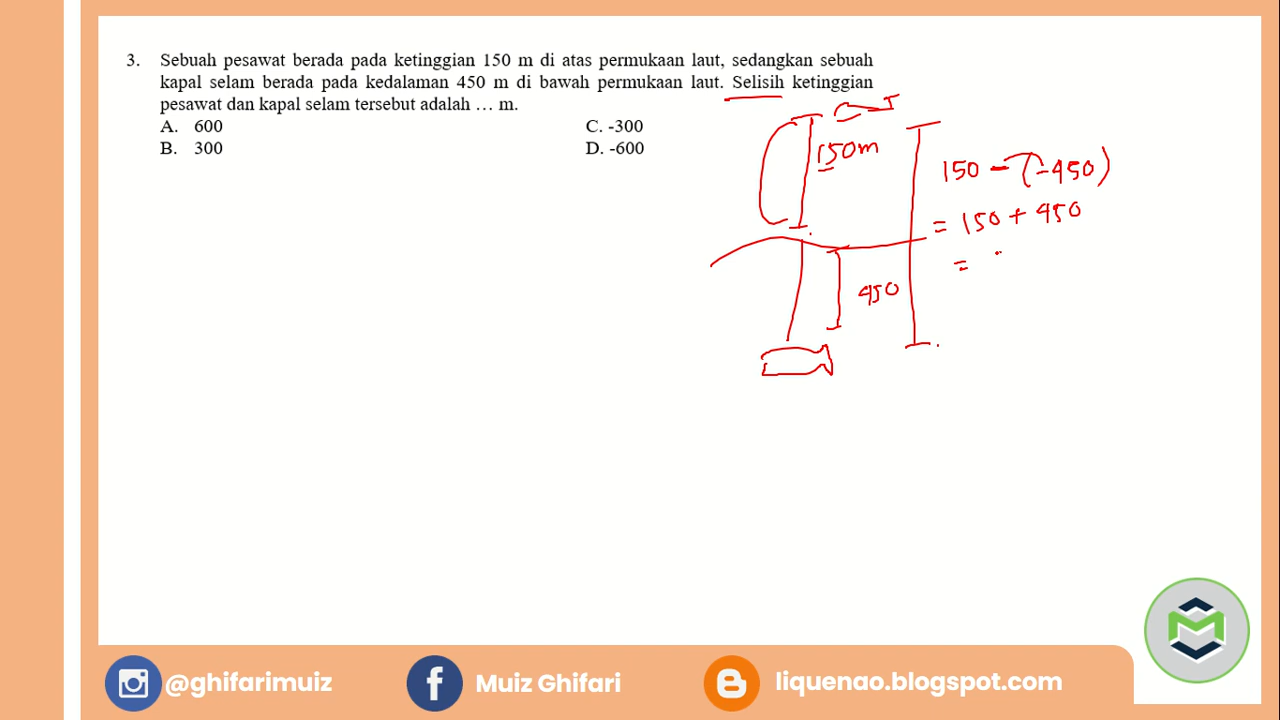 3. Sebuah pesawat berada pada ketinggian 150 m di atas permukaan laut, sedangkan sebuah
kapal selam berada pada kedalaman 450 m di bawah permukaan laut. Selisih ketinggian
pesawat dan kapal selam tersebut adalah … m.
A. 600
B. 300
C. -300
D. -600
150m
450
150 - (-450)
= 150 + 450
=
@ghifarimuiz
Muiz Ghifari
liquenao.blogspot.com